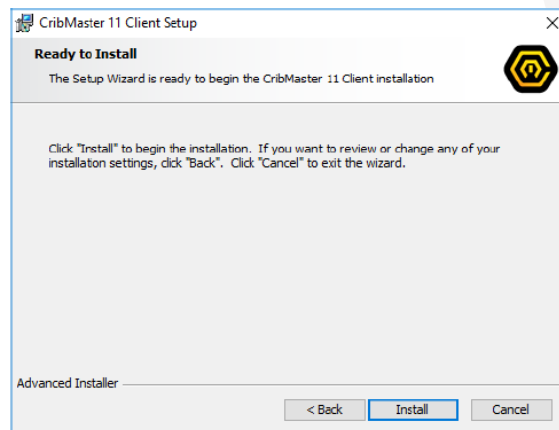 CribMaster 11 Client Setup
Ready to Install
The Setup Wizard is ready to begin the CribMaster 11 Client installation
Click "Install" to begin the installation. If you want to review or change any of your
installation settings, click "Back". Click "Cancel" to exit the wizard.
Advanced Installer
< Back Install Cancel